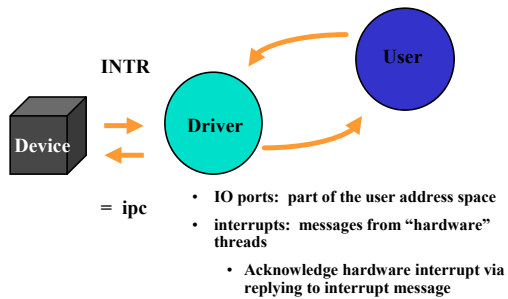 INTR
User
Driver
Device
= ipc
• IO ports: part of the user address space
• interrupts: messages from “hardware”
threads
• Acknowledge hardware interrupt via
replying to interrupt message